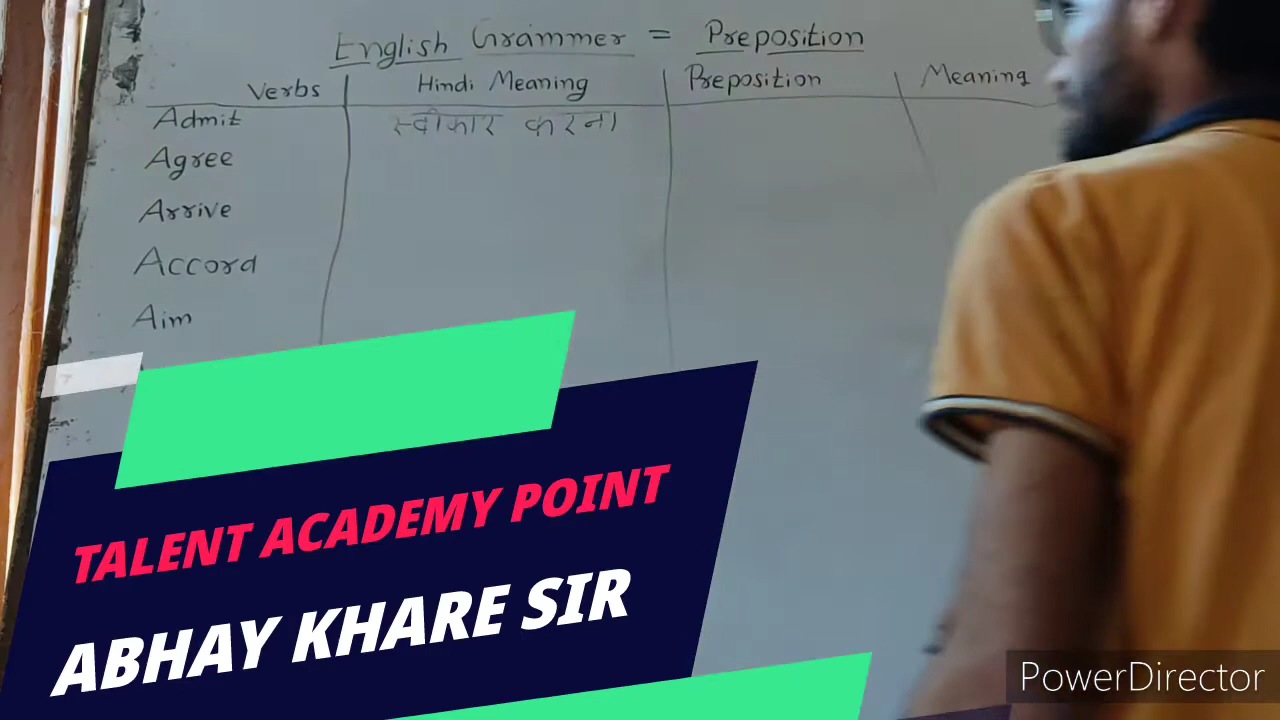 English Grammer = Preposition
Verbs Hindi Meaning Preposition Meaning
Admit स्वीकार करना
Agree
Arrive
Accord
Aim
TALENT ACADEMY POINT
ABHAY KHARE SIR
PowerDirector